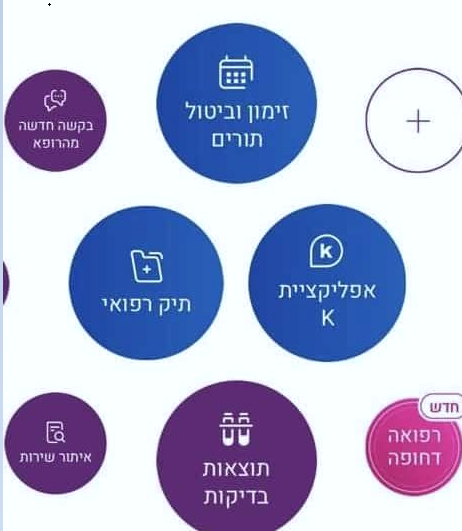 זימון וביטול
תורים
בקשה חדשה
מהרופא
k
אפליקציית
K
תיק רפואי
חדש
רפואה
דחופה
תוצאות
בדיקות
איתור שירות